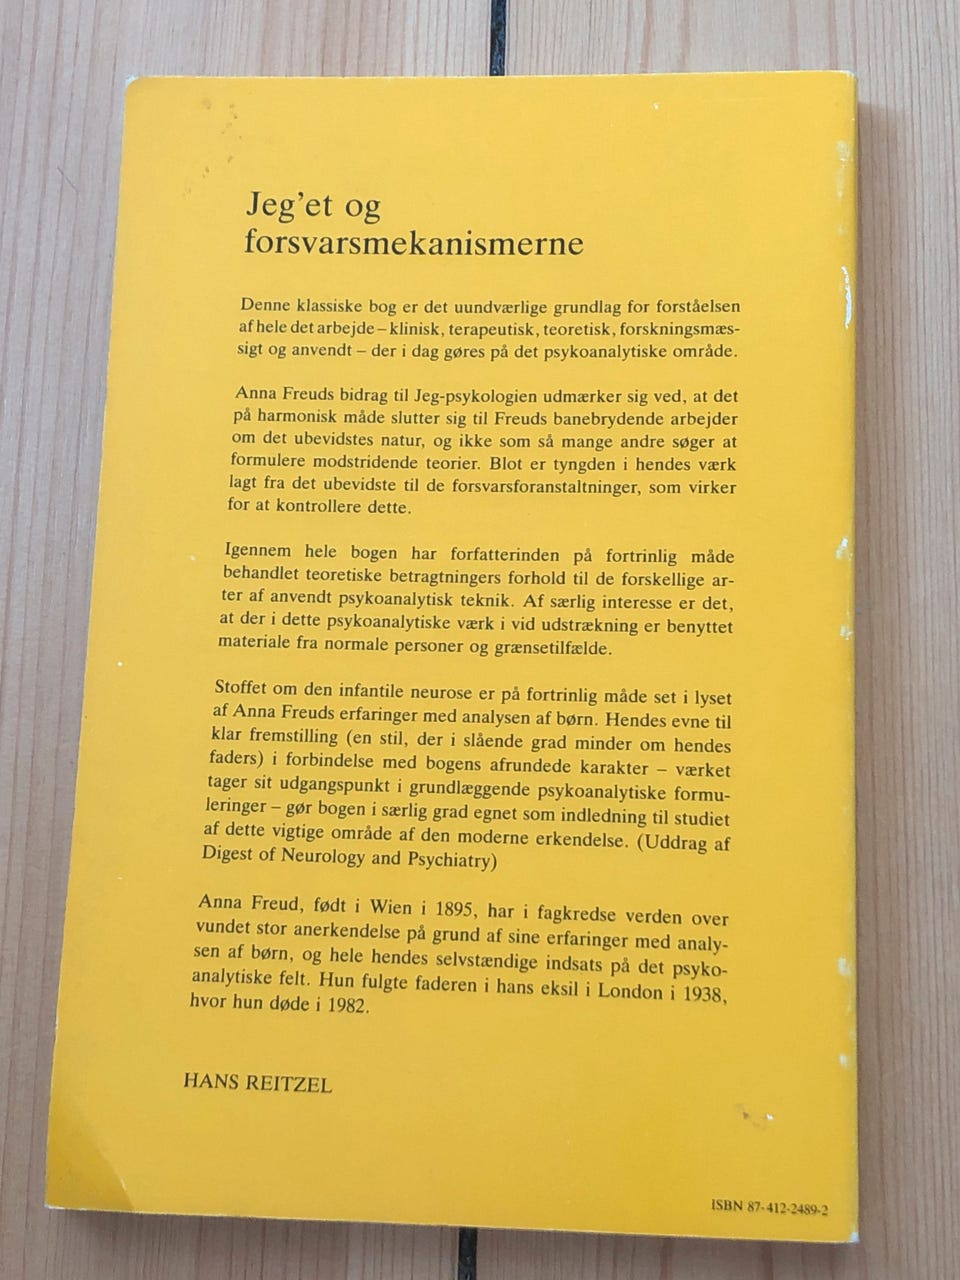 Jeg'et og
forsvarsmekanismerne
Denne klassiske bog er det uundværlige grundlag for forståelsen
af hele det arbejde – klinisk, terapeutisk, teoretisk, forskningsmæs-
sigt og anvendt – der i dag gøres på det psykoanalytiske område.
Anna Freuds bidrag til Jeg-psykologien udmærker sig ved, at det
på harmonisk måde slutter sig til Freuds banebrydende arbejder
om det ubevidstes natur, og ikke som så mange andre søger at
formulere modstridende teorier. Blot er tyngden i hendes værk
lagt fra det ubevidste til de forsvarsforanstaltninger, som virker
for at kontrollere dette.
Igennem hele bogen har forfatterinden på fortrinlig måde
behandlet teoretiske betragtningers forhold til de forskellige ar-
ter af anvendt psykoanalytisk teknik. Af særlig interesse er det,
at der i dette psykoanalytiske værk i vid udstrækning er benyttet
materiale fra normale personer og grænsetilfælde.
Stoffet om den infantile neurose er på fortrinlig måde set i lyset
af Anna Freuds erfaringer med analysen af børn. Hendes evne til
klar fremstilling (en stil, der i slående grad minder om hendes
faders) i forbindelse med bogens afrundede karakter – værket
tager sit udgangspunkt i grundlæggende psykoanalytiske formu-
leringer – gør bogen i særlig grad egnet som indledning til studiet
af dette vigtige område af den moderne erkendelse. (Uddrag af
Digest of Neurology and Psychiatry)
Anna Freud, født i Wien i 1895, har i fagkredse verden over
vundet stor anerkendelse på grund af sine erfaringer med analy-
sen af børn, og hele hendes selvstændige indsats på det psyko-
analytiske felt. Hun fulgte faderen i hans eksil i London i 1938,
hvor hun døde i 1982.
HANS REITZEL
ISBN 87-412-2489-2